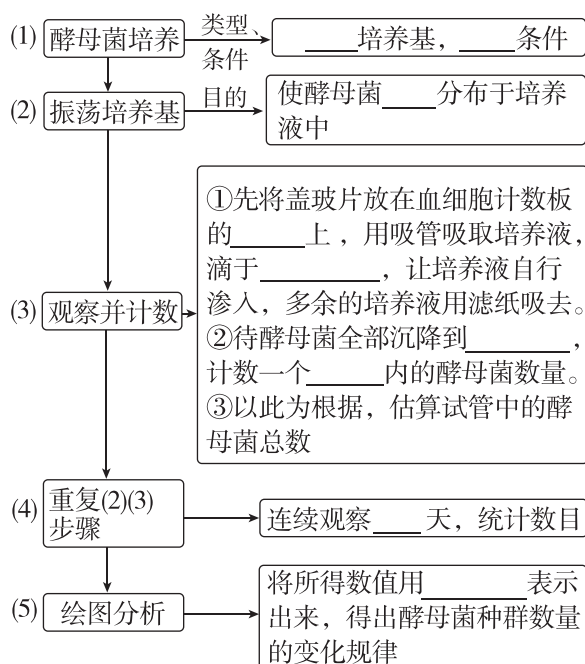 (1) 酵母菌培养 类型、条件 ____培养基，____条件
(2) 振荡培养基 目的 使酵母菌____分布于培养
液中
①先将盖玻片放在血细胞计数板
的______上，用吸管吸取培养液，
滴于__________，让培养液自行
渗入，多余的培养液用滤纸吸去。
(3) 观察并计数
②待酵母菌全部沉降到________，
计数一个______内的酵母菌数量。
③以此为根据，估算试管中的酵
母菌总数
(4) 重复(2)(3)
步骤
连续观察____天，统计数目
(5) 绘图分析
将所得数值用________表示
出来，得出酵母菌种群数量
的变化规律